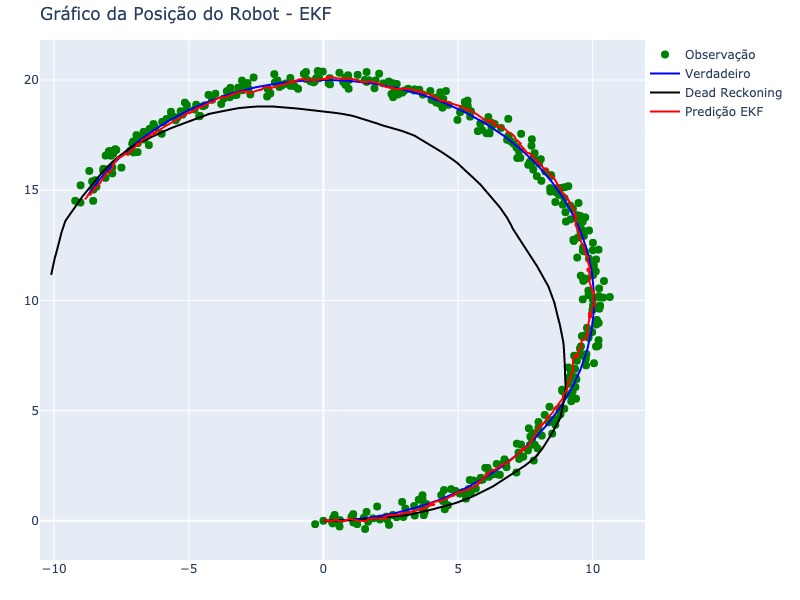 Gráfico da Posição do Robot - EKF
Observação
Verdadeiro
Dead Reckoning
Predição EKF
20
15
10
5
0
−10 −5 0 5 10